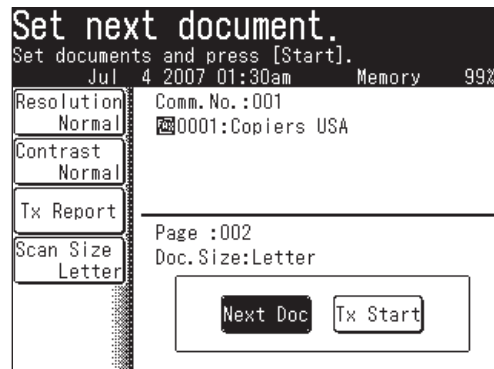 Set next document.
Set documents and press [Start].
Jul 4 2007 01:30am Memory 99%
Resolution
Normal
Contrast
Normal
Tx Report
Scan Size
Letter
Comm.No.:001
FAX0001:Copiers USA
Page :002
Doc.Size:Letter
Next Doc Tx Start